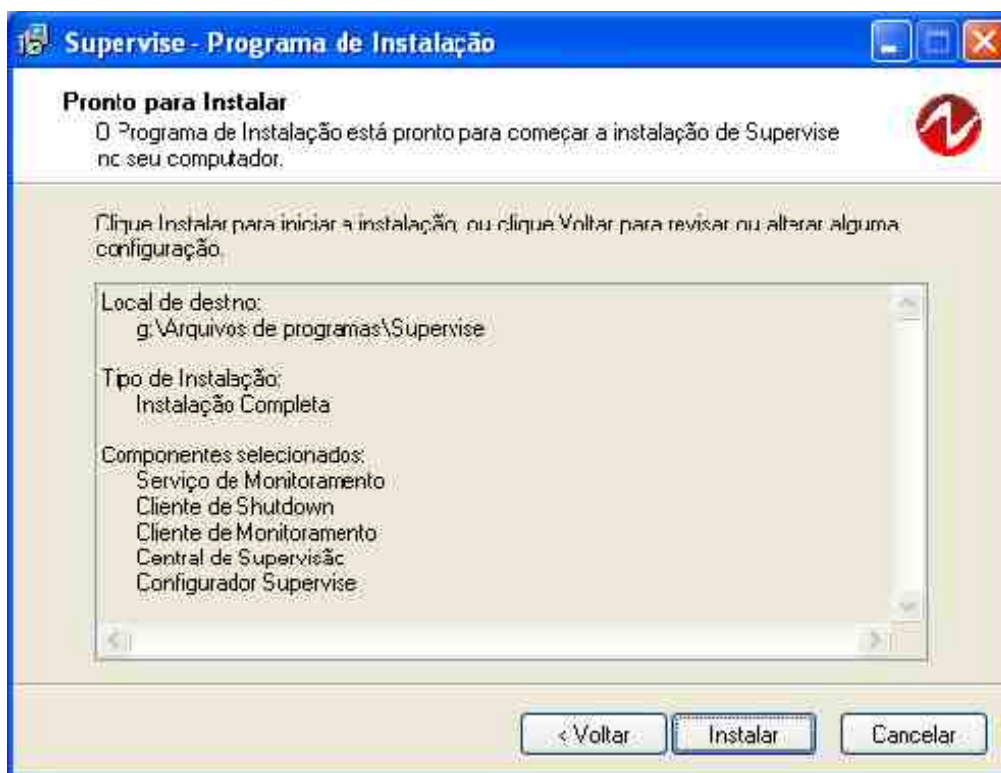 Supervise - Programa de Instalação
Pronto para Instalar
O Programa de Instalação está pronto para começar a instalação de Supervise
no seu computador.
Clique Instalar para iniciar a instalação, ou clique Voltar para revisar ou alterar alguma
configuração.
Local de destino:
g:\Arquivos de programas\Supervise
Tipo de Instalação:
Instalação Completa
Componentes selecionados:
Serviço de Monitoramento
Cliente de Shutdown
Cliente de Monitoramento
Central de Supervisão
Configurador Supervise
< Voltar
Instalar
Cancelar